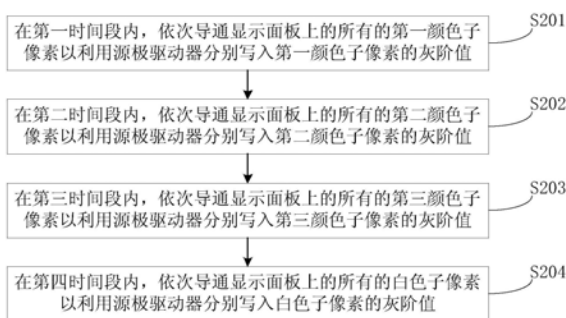 在第一时间段内，依次导通显示面板上的所有的第一颜色子
像素以利用源极驱动器分别写入第一颜色子像素的灰阶值
S201
在第二时间段内，依次导通显示面板上的所有的第二颜色子
像素以利用源极驱动器分别写入第二颜色子像素的灰阶值
S202
在第三时间段内，依次导通显示面板上的所有的第三颜色子
像素以利用源极驱动器分别写入第三颜色子像素的灰阶值
S203
在第四时间段内，依次导通显示面板上的所有的白色子像素
以利用源极驱动器分别写入白色子像素的灰阶值
S204